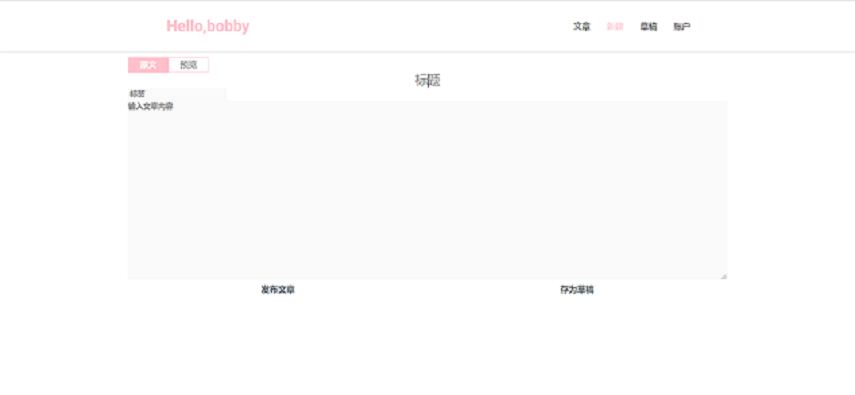 Hello,bobby
文章 新建 草稿 账户
原文 预览
标题
标签
输入文章内容
发布文章 存为草稿